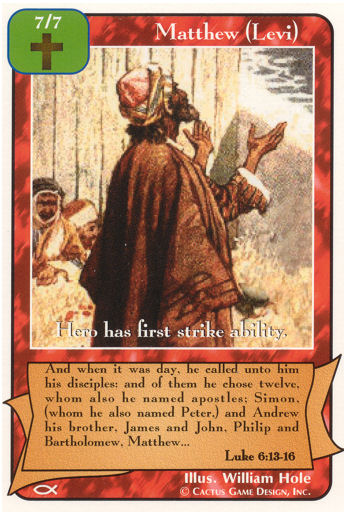 7/7
Matthew (Levi)
Hero has first strike ability.
And when it was day, he called unto him
his disciples: and of them he chose twelve,
whom also he named apostles; Simon,
(whom he also named Peter,) and Andrew
his brother, James and John, Philip and
Bartholomew, Matthew...
Luke 6:13-16
Illus. William Hole
© Cactus Game Design, Inc.